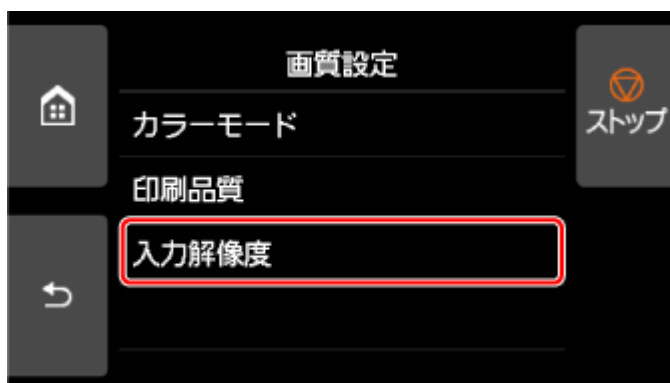 画質設定
カラーモード
ストップ
印刷品質
入力解像度